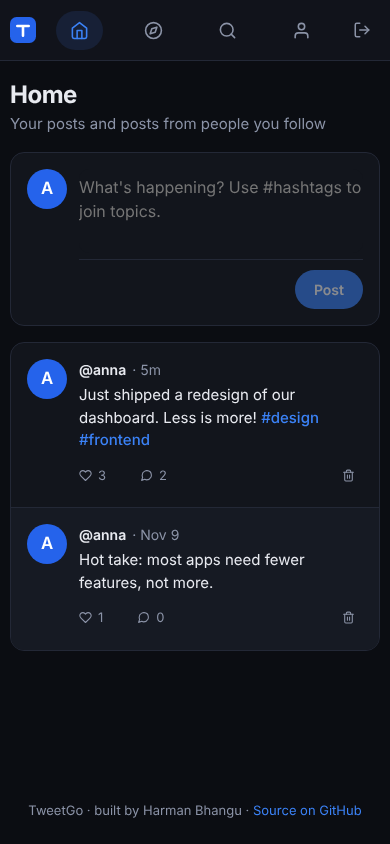 T
Home
Your posts and posts from people you follow
A
What's happening? Use #hashtags to
join topics.
Post
A
@anna · 5m
Just shipped a redesign of our
dashboard. Less is more! #design
#frontend
3 2
A
@anna · Nov 9
Hot take: most apps need fewer
features, not more.
1 0
TweetGo · built by Harman Bhangu · Source on GitHub